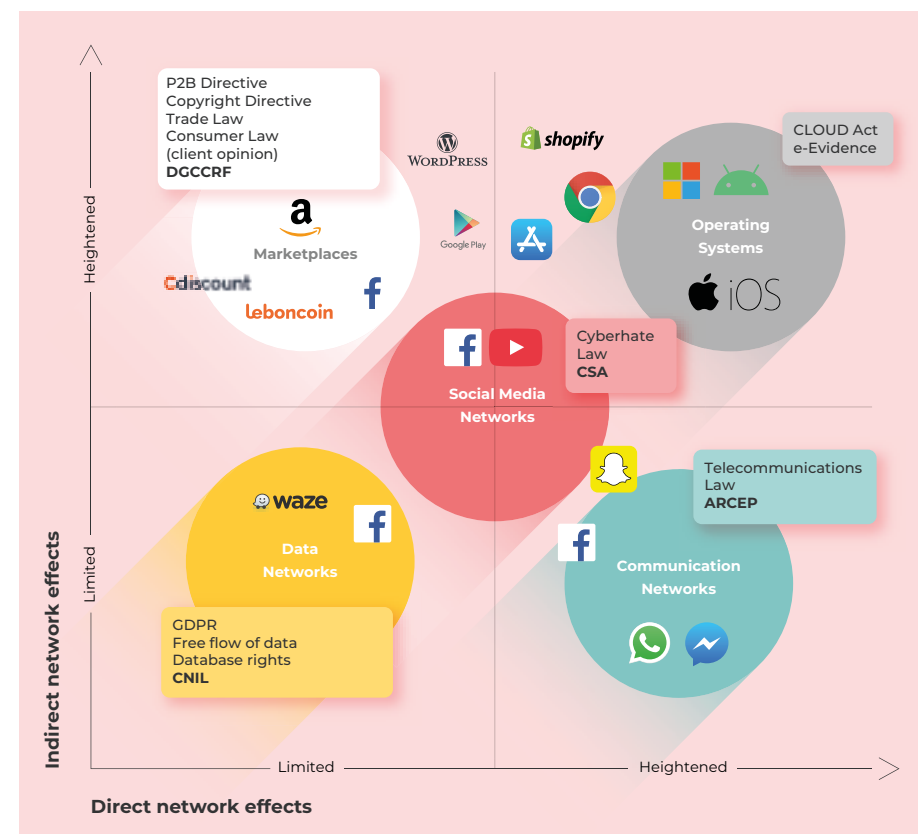 P2B Directive
Copyright Directive
Trade Law
Consumer Law
(client opinion)
DGCCRF
WORDPRESS
shopify
CLOUD Act
e-Evidence
Heightened
a
Marketplaces
Google Play
Operating
Systems
Cdiscount
leboncoin
iOS
Cyberhate
Law
CSA
Social Media
Networks
Telecommunications
Law
ARCEP
waze
Data
Networks
Communication
Networks
Limited
GDPR
Free flow of data
Database rights
CNIL
Indirect network effects
Limited
Heightened
Direct network effects